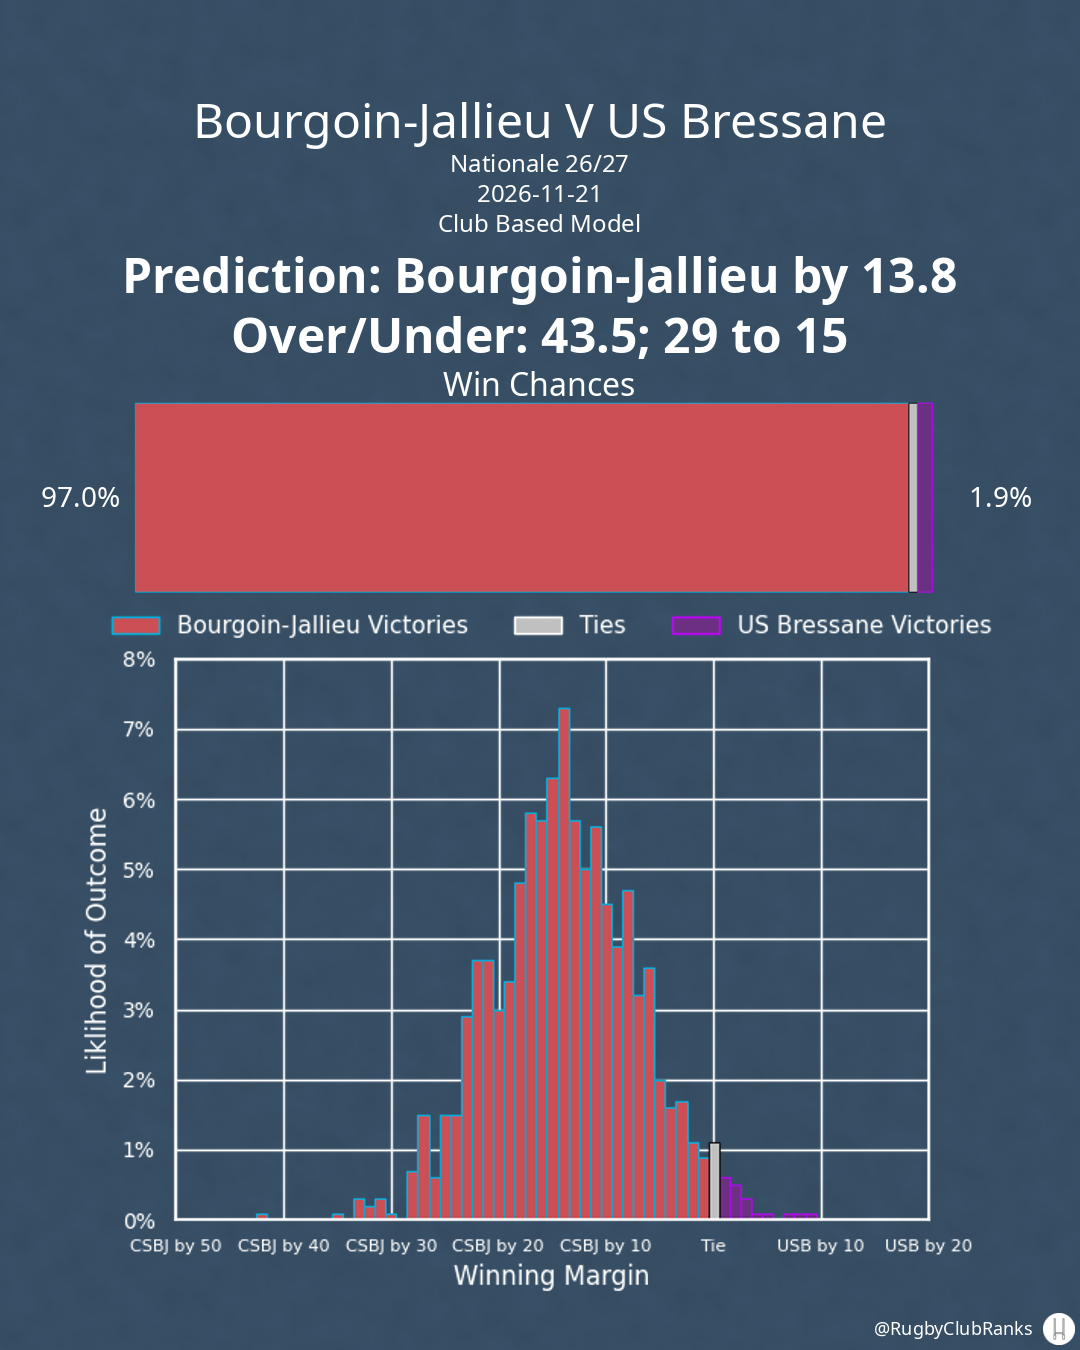 Bourgoin-Jallieu V US Bressane
Nationale 26/27
2026-11-21
Club Based Model
Prediction: Bourgoin-Jallieu by 13.8
Over/Under: 43.5; 29 to 15
Win Chances
97.0%
1.9%
Bourgoin-Jallieu Victories
Ties
US Bressane Victories
8%
7%
6%
5%
4%
3%
2%
1%
0%
Liklihood of Outcome
CSBJ by 50
CSBJ by 40
CSBJ by 30
CSBJ by 20
CSBJ by 10
Tie
USB by 10
USB by 20
Winning Margin
@RugbyClubRanks